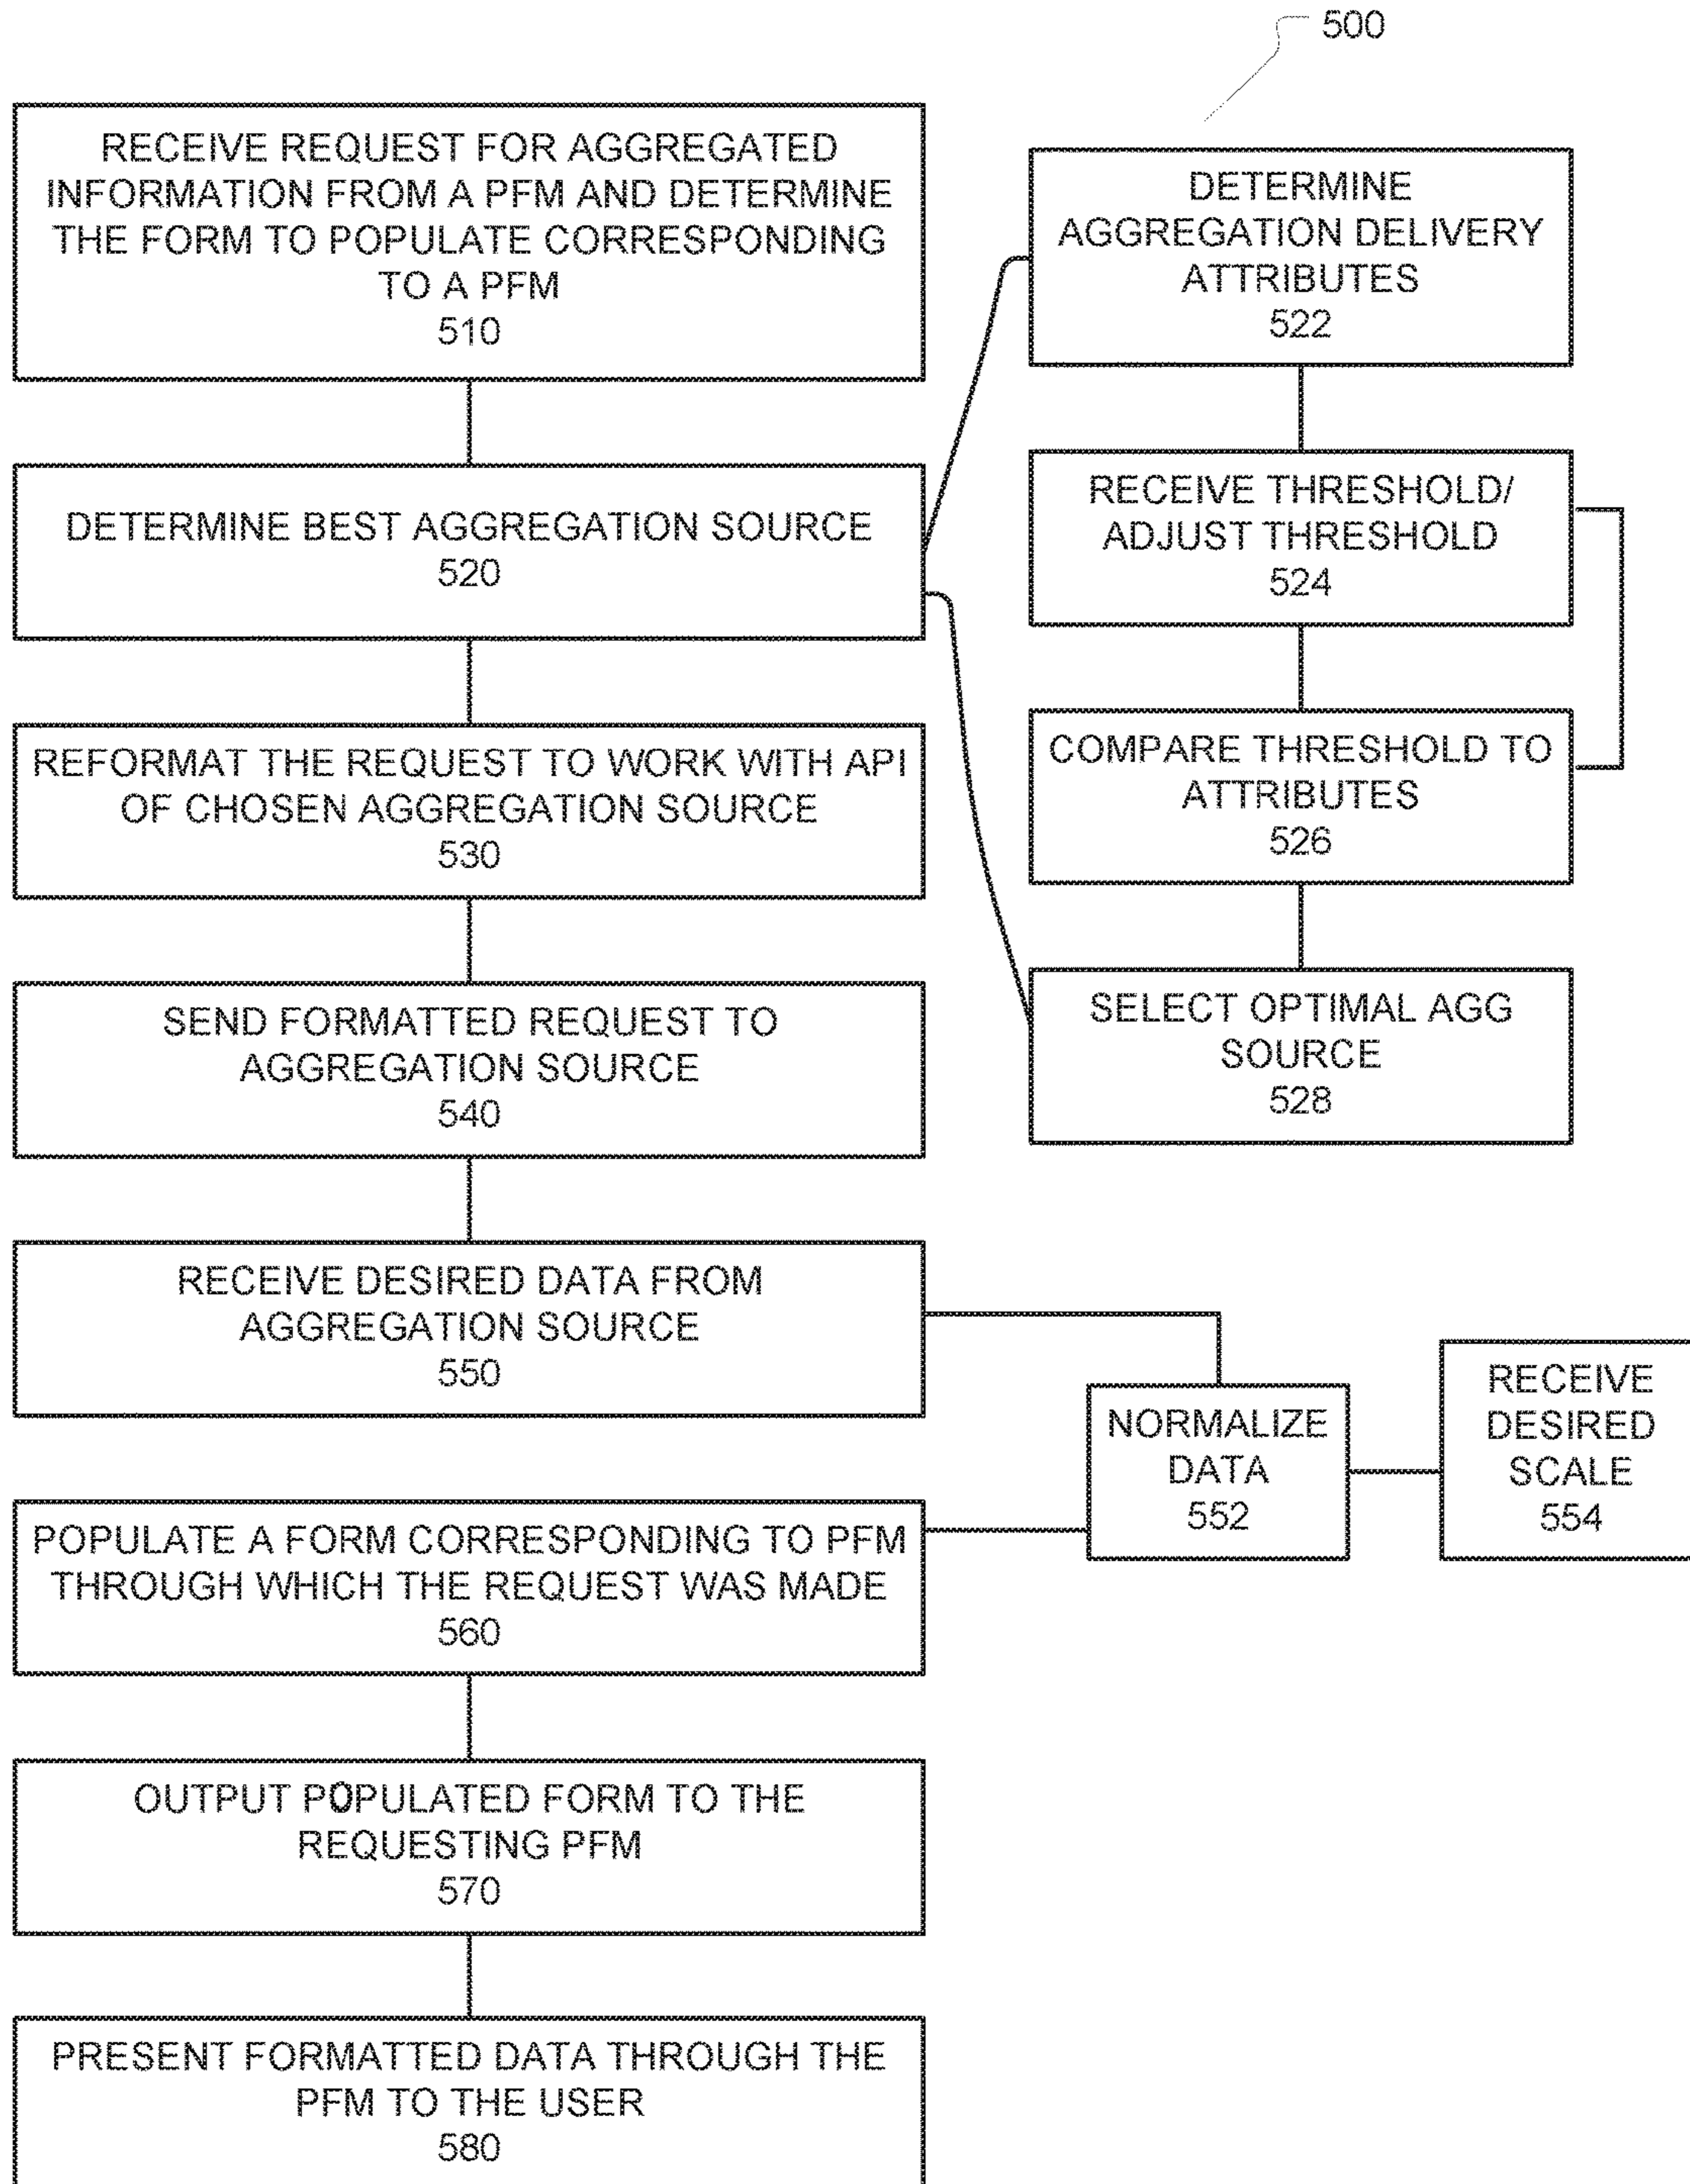 500
RECEIVE REQUEST FOR AGGREGATED
INFORMATION FROM A PFM AND DETERMINE
THE FORM TO POPULATE CORRESPONDING
TO A PFM
510
DETERMINE BEST AGGREGATION SOURCE
520
REFORMAT THE REQUEST TO WORK WITH API
OF CHOSEN AGGREGATION SOURCE
530
SEND FORMATTED REQUEST TO
AGGREGATION SOURCE
540
RECEIVE DESIRED DATA FROM
AGGREGATION SOURCE
550
POPULATE A FORM CORRESPONDING TO PFM
THROUGH WHICH THE REQUEST WAS MADE
560
OUTPUT POPULATED FORM TO THE
REQUESTING PFM
570
PRESENT FORMATTED DATA THROUGH THE
PFM TO THE USER
580
DETERMINE
AGGREGATION DELIVERY
ATTRIBUTES
522
RECEIVE THRESHOLD/
ADJUST THRESHOLD
524
COMPARE THRESHOLD TO
ATTRIBUTES
526
SELECT OPTIMAL AGG
SOURCE
528
NORMALIZE
DATA
552
RECEIVE
DESIRED
SCALE
554